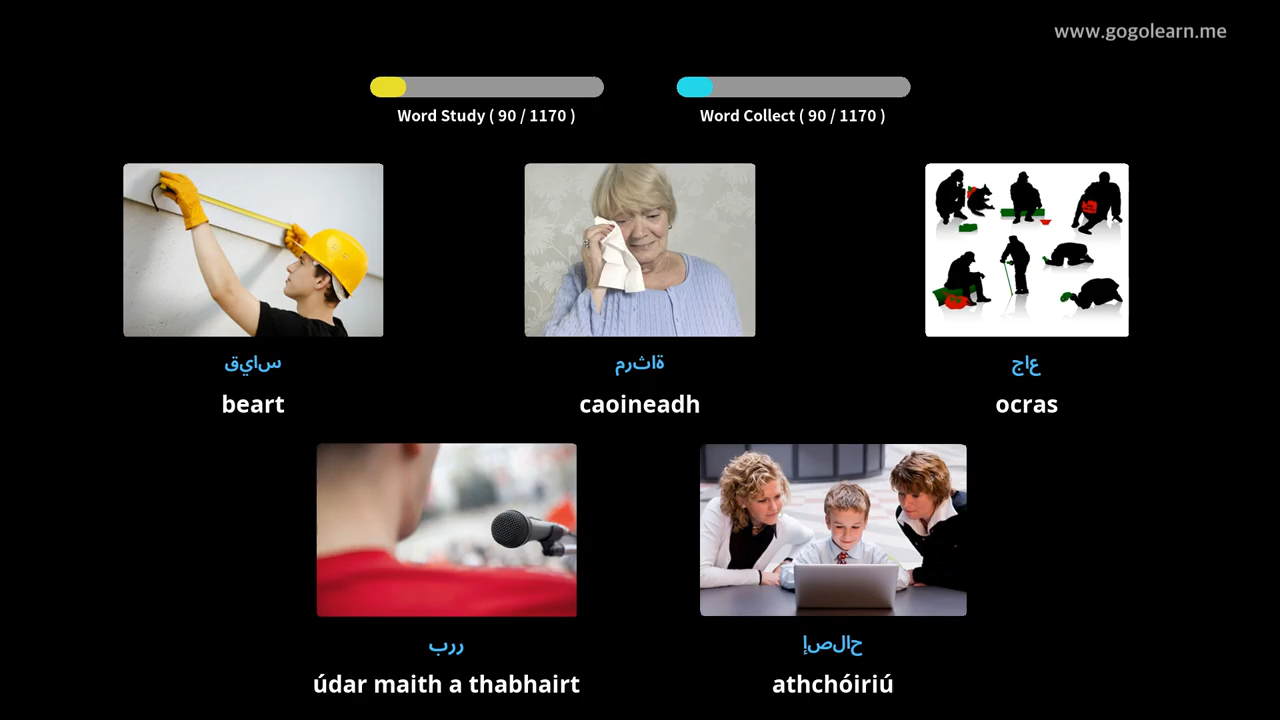 www.gogolearn.me
Word Study ( 90 / 1170 )
Word Collect ( 90 / 1170 )
سايق
ةاثرم
عاج
beart
caoineadh
ocras
ررب
حالصإ
údar maith a thabhairt
athchóiriú